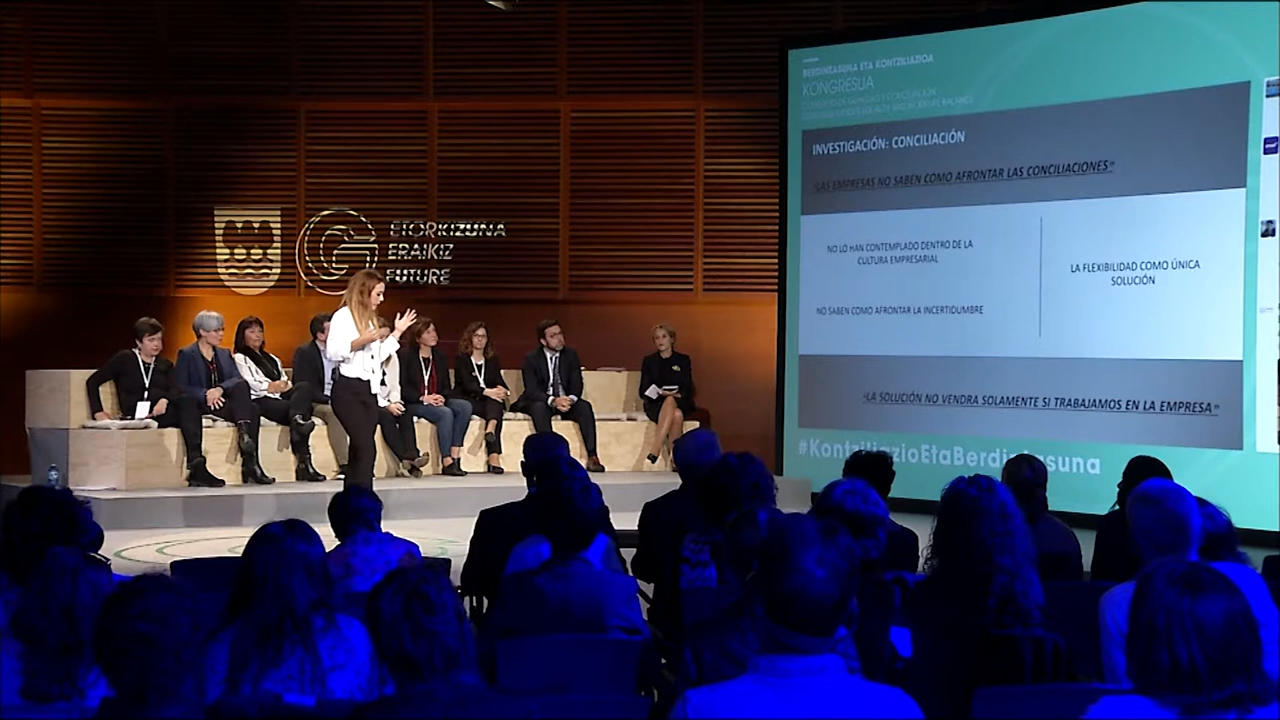 ETORKIZUNA
ERAIKIZ
FUTURE
BERDINTASUNA ETA KONTZILIAZIOA
KONGRESUA
INVESTIGACIÓN: CONCILIACIÓN
"LAS EMPRESAS NO SABEN COMO AFRONTAR LAS CONCILIACIONES"
NO LO HAN CONTEMPLADO DENTRO DE LA
CULTURA EMPRESARIAL
NO SABEN COMO AFRONTAR LA INCERTIDUMBRE
LA FLEXIBILIDAD COMO ÚNICA
SOLUCIÓN
"LA SOLUCIÓN NO VENDRA SOLAMENTE SI TRABAJAMOS EN LA EMPRESA"
#KontziliazioEtaBerdintasuna